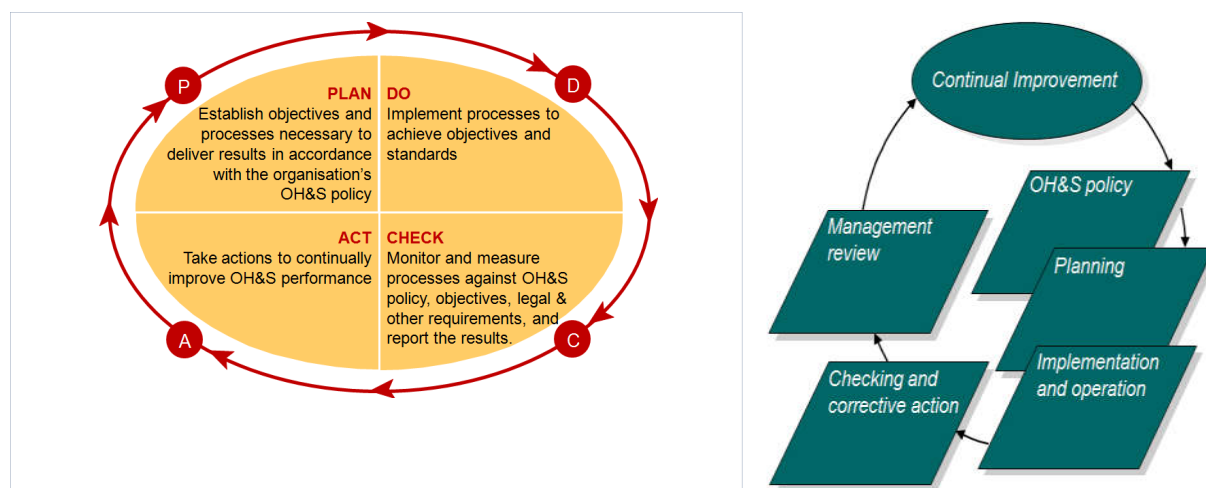 P
D
PLAN
Establish objectives and
processes necessary to
deliver results in accordance
with the organisation's
OH&S policy
DO
Implement processes to
achieve objectives and
standards
ACT
Take actions to continually
improve OH&S performance
CHECK
Monitor and measure
processes against OH&S
policy, objectives, legal &
other requirements, and
report the results.
A
C
Continual Improvement
OH&S policy
Planning
Implementation
and operation
Checking and
corrective action
Management
review